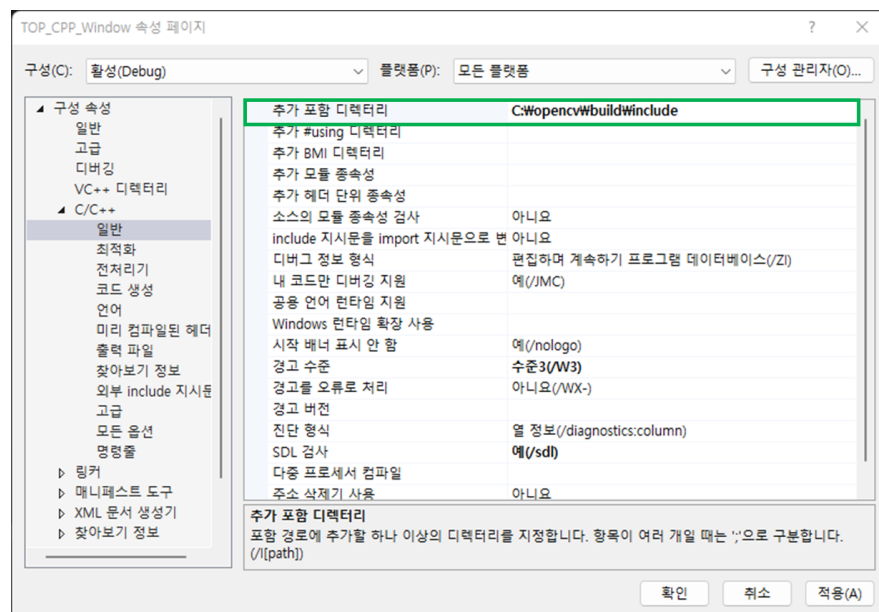 TOP_CPP_Window 속성 페이지
구성(C): 활성(Debug) 플랫폼(P): 모든 플랫폼 구성 관리자(O)...
구성 속성
일반
고급
디버깅
VC++ 디렉터리
C/C++
일반
최적화
전처리기
코드 생성
언어
미리 컴파일된 헤더
출력 파일
찾아보기 정보
외부 include 지시문
고급
모든 옵션
명령줄
링커
매니페스트 도구
XML 문서 생성기
찾아보기 정보
추가 포함 디렉터리 C:₩opencv₩build₩include
추가 #using 디렉터리
추가 BMI 디렉터리
추가 모듈 종속성
추가 헤더 단위 종속성
소스의 모듈 종속성 검사 아니요
include 지시문을 import 지시문으로 변 아니요
디버그 정보 형식 편집하며 계속하기 프로그램 데이터베이스(/ZI)
내 코드만 디버깅 지원 예(/JMC)
공용 언어 런타임 지원
Windows 런타임 확장 사용
시작 배너 표시 안 함 예(/nologo)
경고 수준 수준3(/W3)
경고를 오류로 처리 아니요(/WX-)
경고 버전
진단 형식 열 정보(/diagnostics:column)
SDL 검사 예(/sdl)
다중 프로세서 컴파일
주소 삭제기 사용 아니요
추가 포함 디렉터리
포함 경로에 추가할 하나 이상의 디렉터리를 지정합니다. 항목이 여러 개일 때는 ';'으로 구분합니다.
(/I[path])
확인 취소 적용(A)